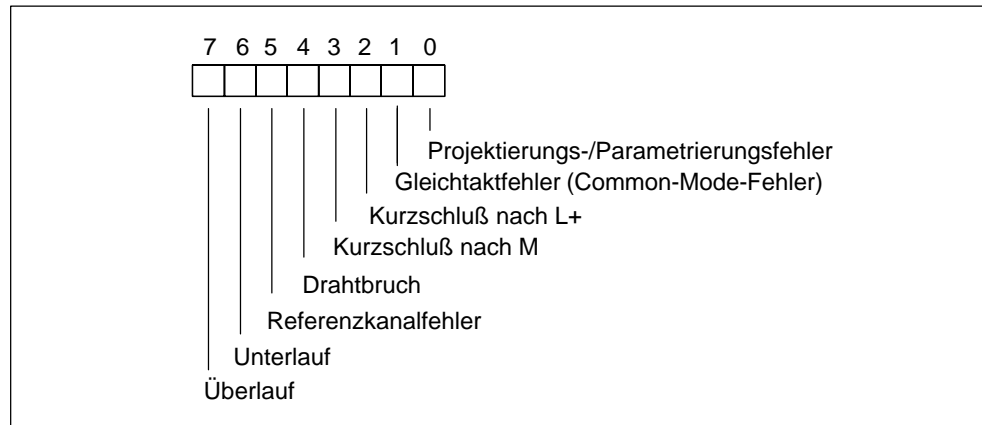 7 6 5 4 3 2 1 0
Projektierungs-/Parametrierungsfehler
Gleichtaktfehler (Common-Mode-Fehler)
Kurzschluß nach L+
Kurzschluß nach M
Drahtbruch
Referenzkanalfehler
Unterlauf
Überlauf